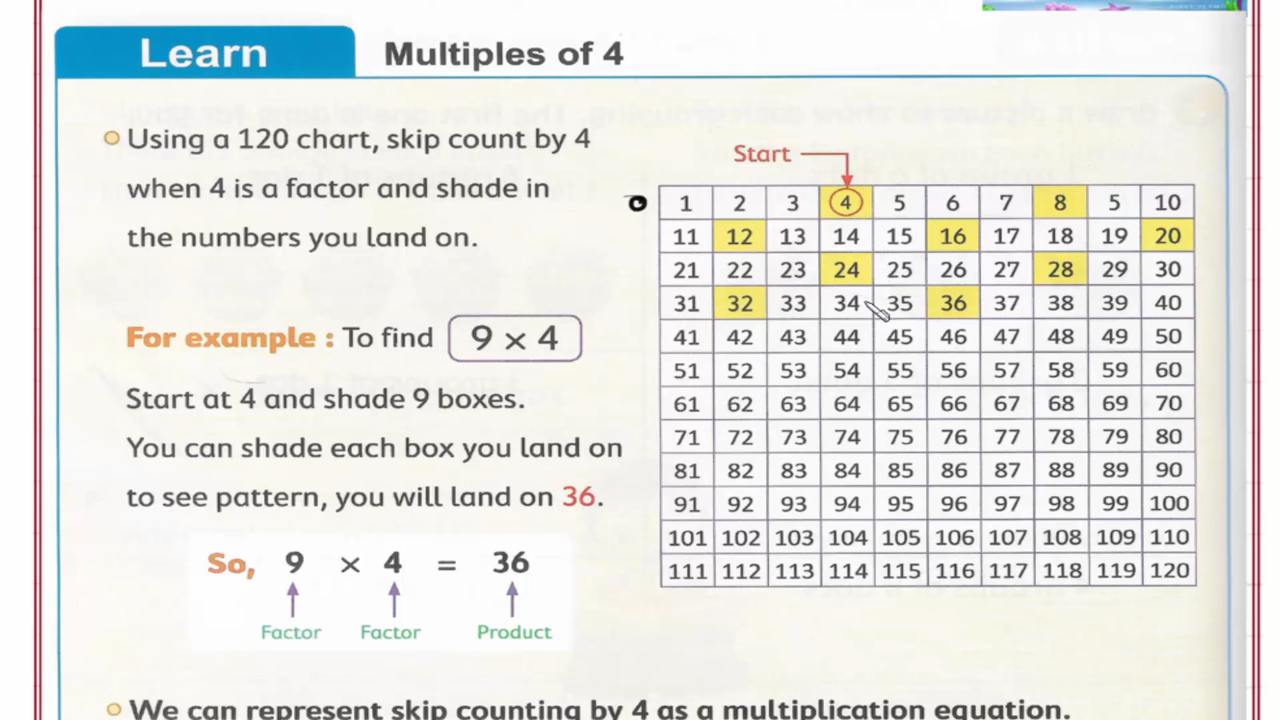 Learn
Multiples of 4
Using a 120 chart, skip count by 4
when 4 is a factor and shade in
the numbers you land on.
For example : To find 9 × 4
Start at 4 and shade 9 boxes.
You can shade each box you land on
to see pattern, you will land on 36.
So, 9 × 4 = 36
Factor Factor Product
Start
1 2 3 4 5 6 7 8 5 10
11 12 13 14 15 16 17 18 19 20
21 22 23 24 25 26 27 28 29 30
31 32 33 34 35 36 37 38 39 40
41 42 43 44 45 46 47 48 49 50
51 52 53 54 55 56 57 58 59 60
61 62 63 64 65 66 67 68 69 70
71 72 73 74 75 76 77 78 79 80
81 82 83 84 85 86 87 88 89 90
91 92 93 94 95 96 97 98 99 100
101 102 103 104 105 106 107 108 109 110
111 112 113 114 115 116 117 118 119 120
We can represent skip counting by 4 as a multiplication equation.